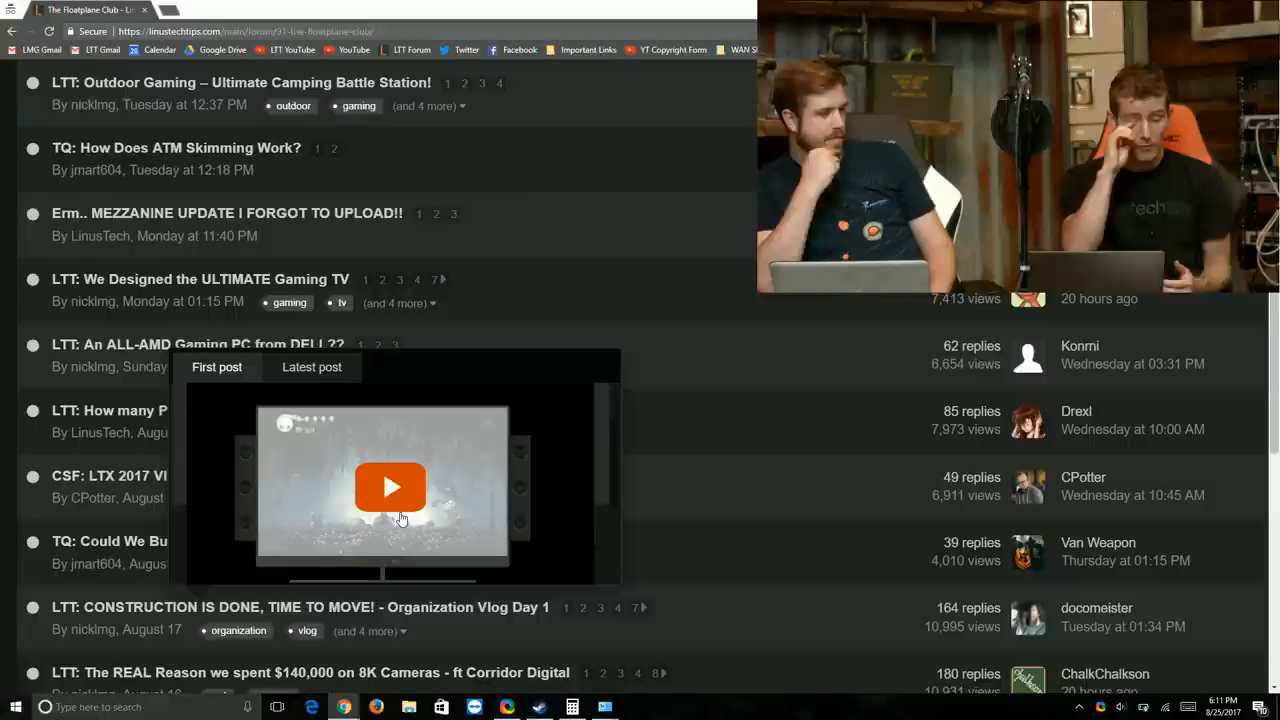 The Floatplane Club - Lin
Secure
https://linustechtips.com/main/forum/91-the-floatplane-club/
LMG Gmail
LTT Gmail
Calendar
Google Drive
LTT YouTube
YouTube
LTT Forum
Twitter
Facebook
Important Links
YT Copyright Form
WAN S
LTT: Outdoor Gaming – Ultimate Camping Battle Station! 1 2 3 4
By nicklmg, Tuesday at 12:37 PM outdoor gaming (and 4 more)
TQ: How Does ATM Skimming Work? 1 2
By jmart604, Tuesday at 12:18 PM
Erm.. MEZZANINE UPDATE I FORGOT TO UPLOAD!! 1 2 3
By LinusTech, Monday at 11:40 PM
LTT: We Designed the ULTIMATE Gaming TV 1 2 3 4 7
By nicklmg, Monday at 01:15 PM gaming tv (and 4 more)
7,413 views
20 hours ago
LTT: An ALL-AMD Gaming PC from DELL?? 1 2 3
By nicklmg, Sunday
62 replies
6,654 views
Konrni
Wednesday at 03:31 PM
First post
Latest post
LTT: How many P
By LinusTech, Augu
85 replies
7,973 views
Drexl
Wednesday at 10:00 AM
CSF: LTX 2017 VI
By CPotter, August
49 replies
6,911 views
CPotter
Wednesday at 10:45 AM
TQ: Could We Bu
By jmart604, Augus
39 replies
4,010 views
Van Weapon
Thursday at 01:15 PM
LTT: CONSTRUCTION IS DONE, TIME TO MOVE! - Organization Vlog Day 1 1 2 3 4 7
By nicklmg, August 17 organization vlog (and 4 more)
164 replies
10,995 views
docomeister
Tuesday at 01:34 PM
LTT: The REAL Reason we spent $140,000 on 8K Cameras - ft Corridor Digital 1 2 3 4 8
180 replies
10,931 views
ChalkChalkson
20 hours ago
Type here to search
6:11 PM
8/25/2017